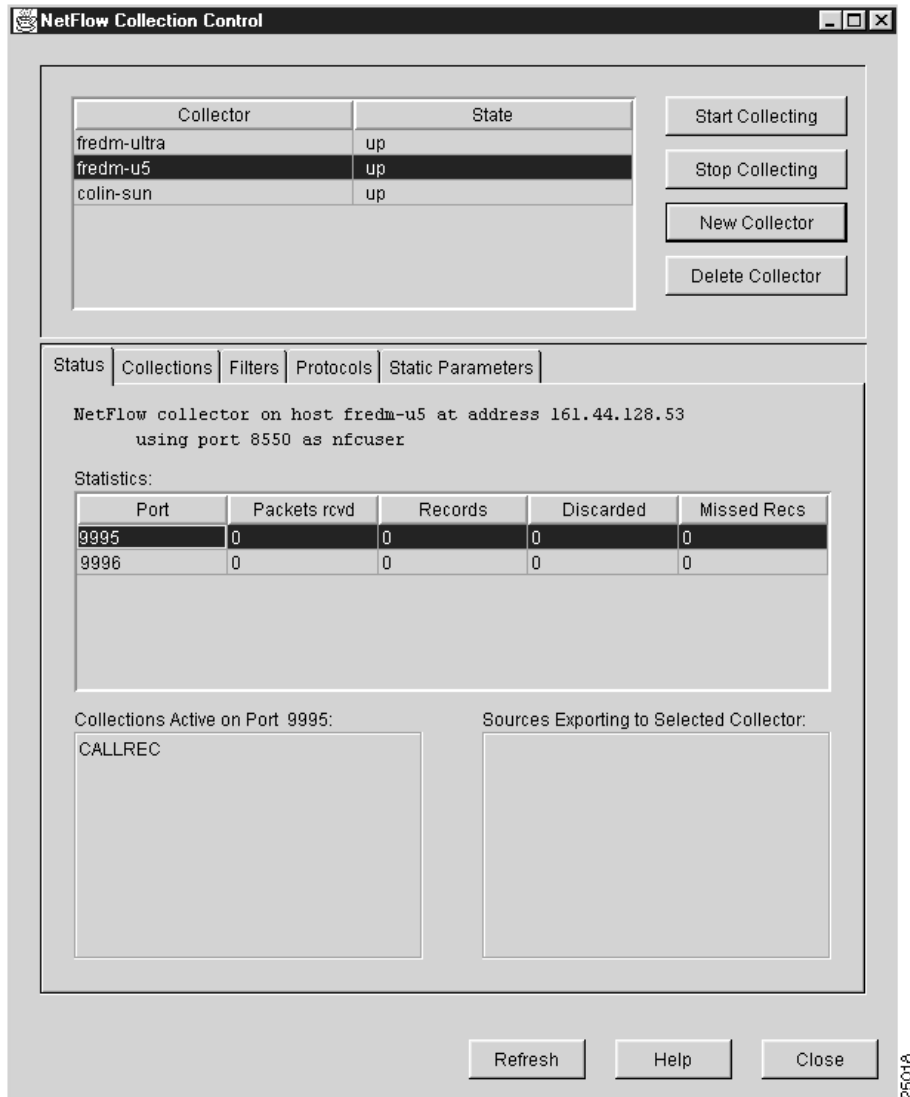 NetFlow Collection Control
Collector State
fredm-ultra up
fredm-u5 up
colin-sun up
Start Collecting
Stop Collecting
New Collector
Delete Collector
Status Collections Filters Protocols Static Parameters
NetFlow collector on host fredm-u5 at address 161.44.128.53
using port 8550 as nfcuser
Statistics:
Port Packets rcvd Records Discarded Missed Recs
9995 0 0 0 0
9996 0 0 0 0
Collections Active on Port 9995:
CALLREC
Sources Exporting to Selected Collector:
Refresh Help Close